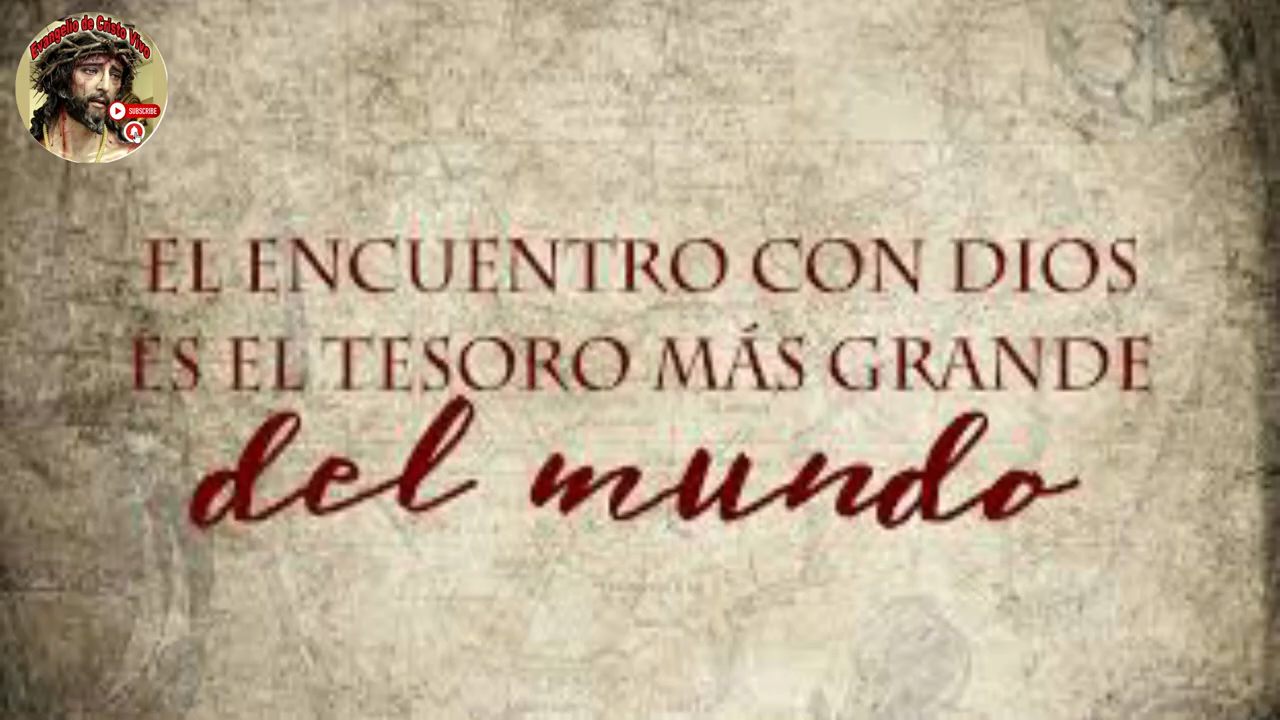 Evangelio de Cristo Vivo
SUBSCRIBE
EL ENCUENTRO CON DIOS
ES EL TESORO MÁS GRANDE
del mundo